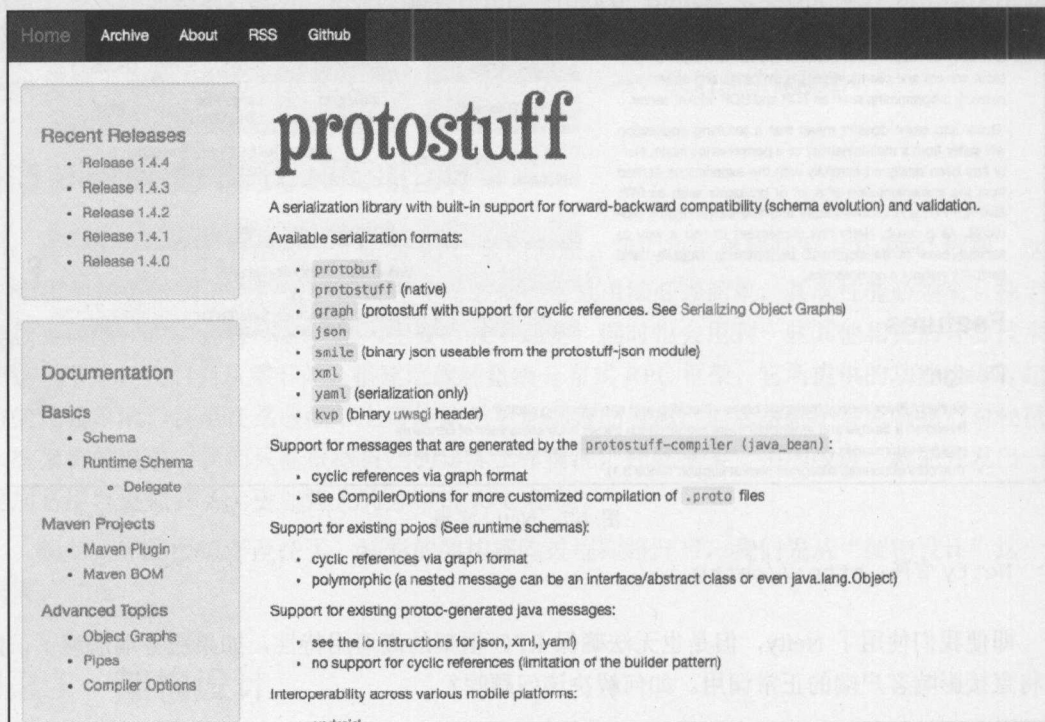 Home Archive About RSS Github
Recent Releases
Release 1.4.4
Release 1.4.3
Release 1.4.2
Release 1.4.1
Release 1.4.0
Documentation
Basics
Schema
Runtime Schema
Delegate
Maven Projects
Maven Plugin
Maven BOM
Advanced Topics
Object Graphs
Pipes
Compiler Options
protostuff
A serialization library with built-in support for forward-backward compatibility (schema evolution) and validation.
Available serialization formats:
protobuf
protostuff (native)
graph (protostuff with support for cyclic references. See Serializing Object Graphs)
json
smile (binary json useable from the protostuff-json module)
xml
yaml (serialization only)
kvp (binary uwsgi header)
Support for messages that are generated by the protostuff-compiler (java_bean):
cyclic references via graph format
see CompilerOptions for more customized compilation of .proto files
Support for existing pojos (See runtime schemas):
cyclic references via graph format
polymorphic (a nested message can be an interface/abstract class or even java.lang.Object)
Support for existing protoc-generated java messages:
see the instructions for json, xml, yaml
no support for cyclic references (limitation of the builder pattern)
Interoperability across various mobile platforms: